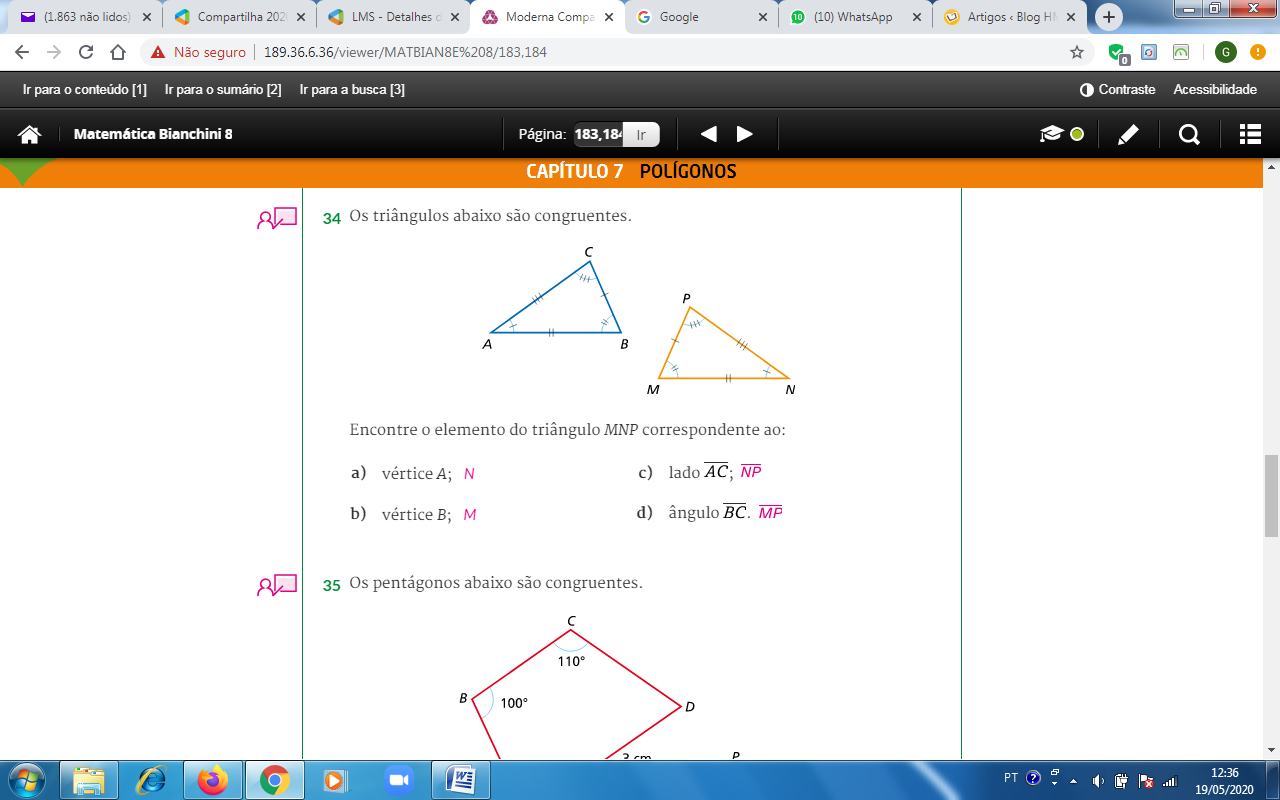 (1.863 não lidos)
Compartilha 202
LMS - Detalhes d
Moderna Compa
Google
(10) WhatsApp
Artigos ‹ Blog H
Não seguro | 189.36.6.36/viewer/MATBIAN8E%208/183,184
0
G
Ir para o conteúdo [1] Ir para o sumário [2] Ir para a busca [3]
Contraste Acessibilidade
Matemática Bianchini 8
Página: 183,184 Ir
CAPÍTULO 7 POLÍGONOS
34 Os triângulos abaixo são congruentes.
C
A
B
P
M
N
Encontre o elemento do triângulo MNP correspondente ao:
a) vértice A; N
c) lado AC; NP
b) vértice B; M
d) ângulo BC. MP
35 Os pentágonos abaixo são congruentes.
C
110°
B
100°
D
PT
12:36
19/05/2020